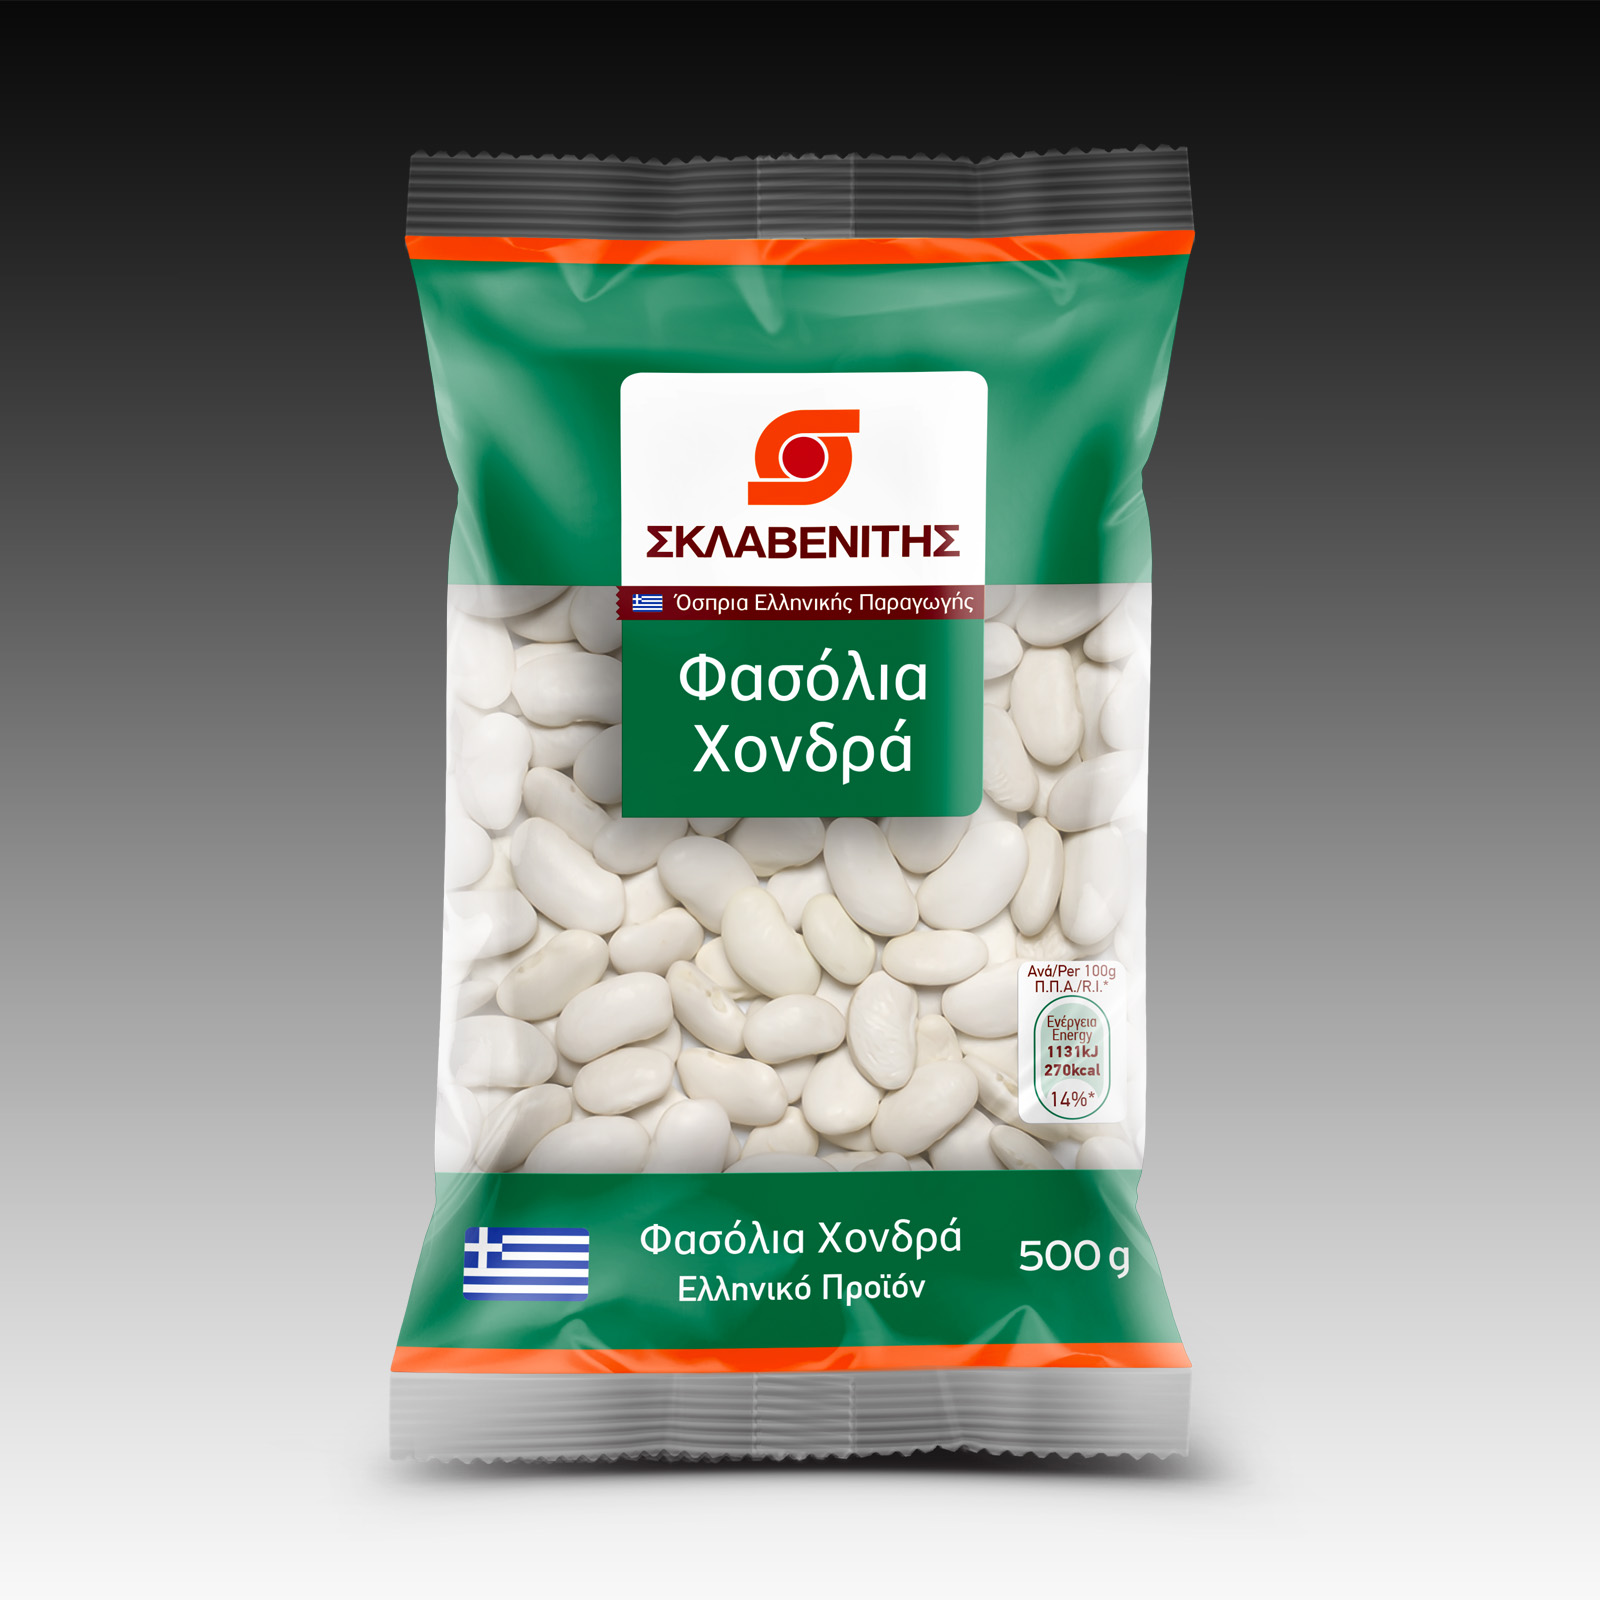 ΣΚΛΑΒΕΝΙΤΗΣ
Όσπρια Ελληνικής Παραγωγής
Φασόλια
Χονδρά
Ανά/Per 100g
Π.Π.Α./R.I.*
Ενέργεια
Energy
1131kJ
270kcal
14%*
Φασόλια Χονδρά
Ελληνικό Προϊόν
500 g